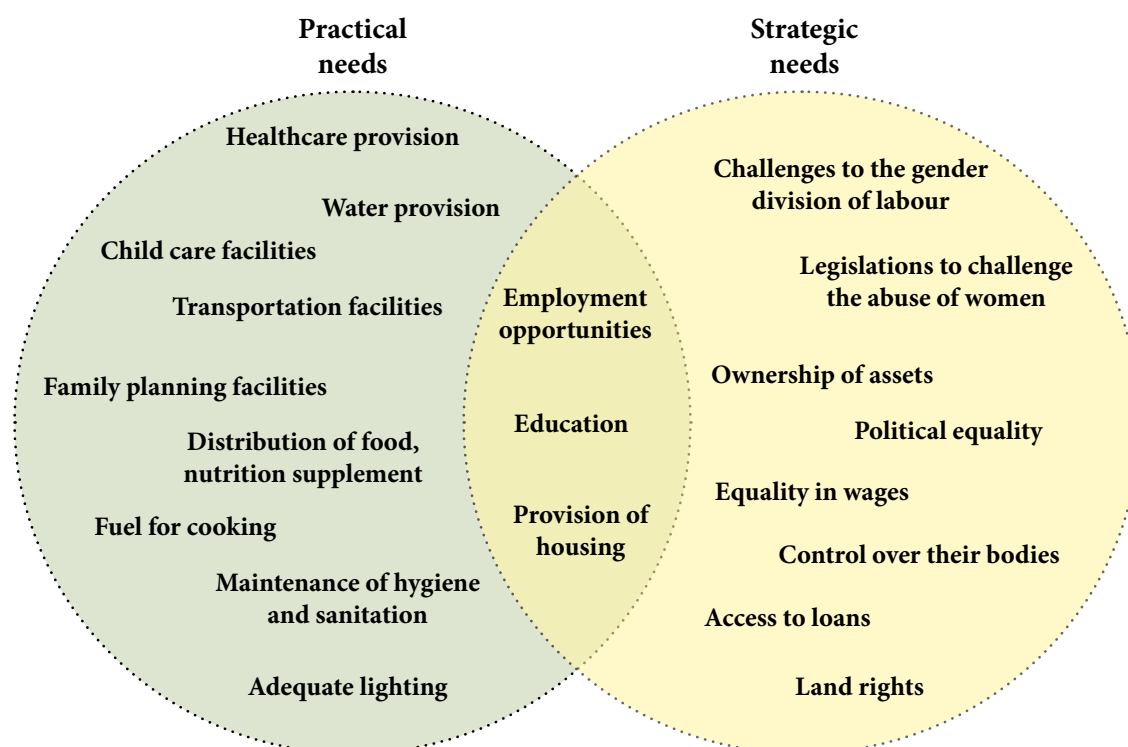 Practical
needs
Healthcare provision
Water provision
Child care facilities
Transportation facilities
Family planning facilities
Distribution of food,
nutrition supplement
Fuel for cooking
Maintenance of hygiene
and sanitation
Adequate lighting
Employment
opportunities
Education
Provision of
housing
Strategic
needs
Challenges to the gender
division of labour
Legislations to challenge
the abuse of women
Ownership of assets
Political equality
Equality in wages
Control over their bodies
Access to loans
Land rights